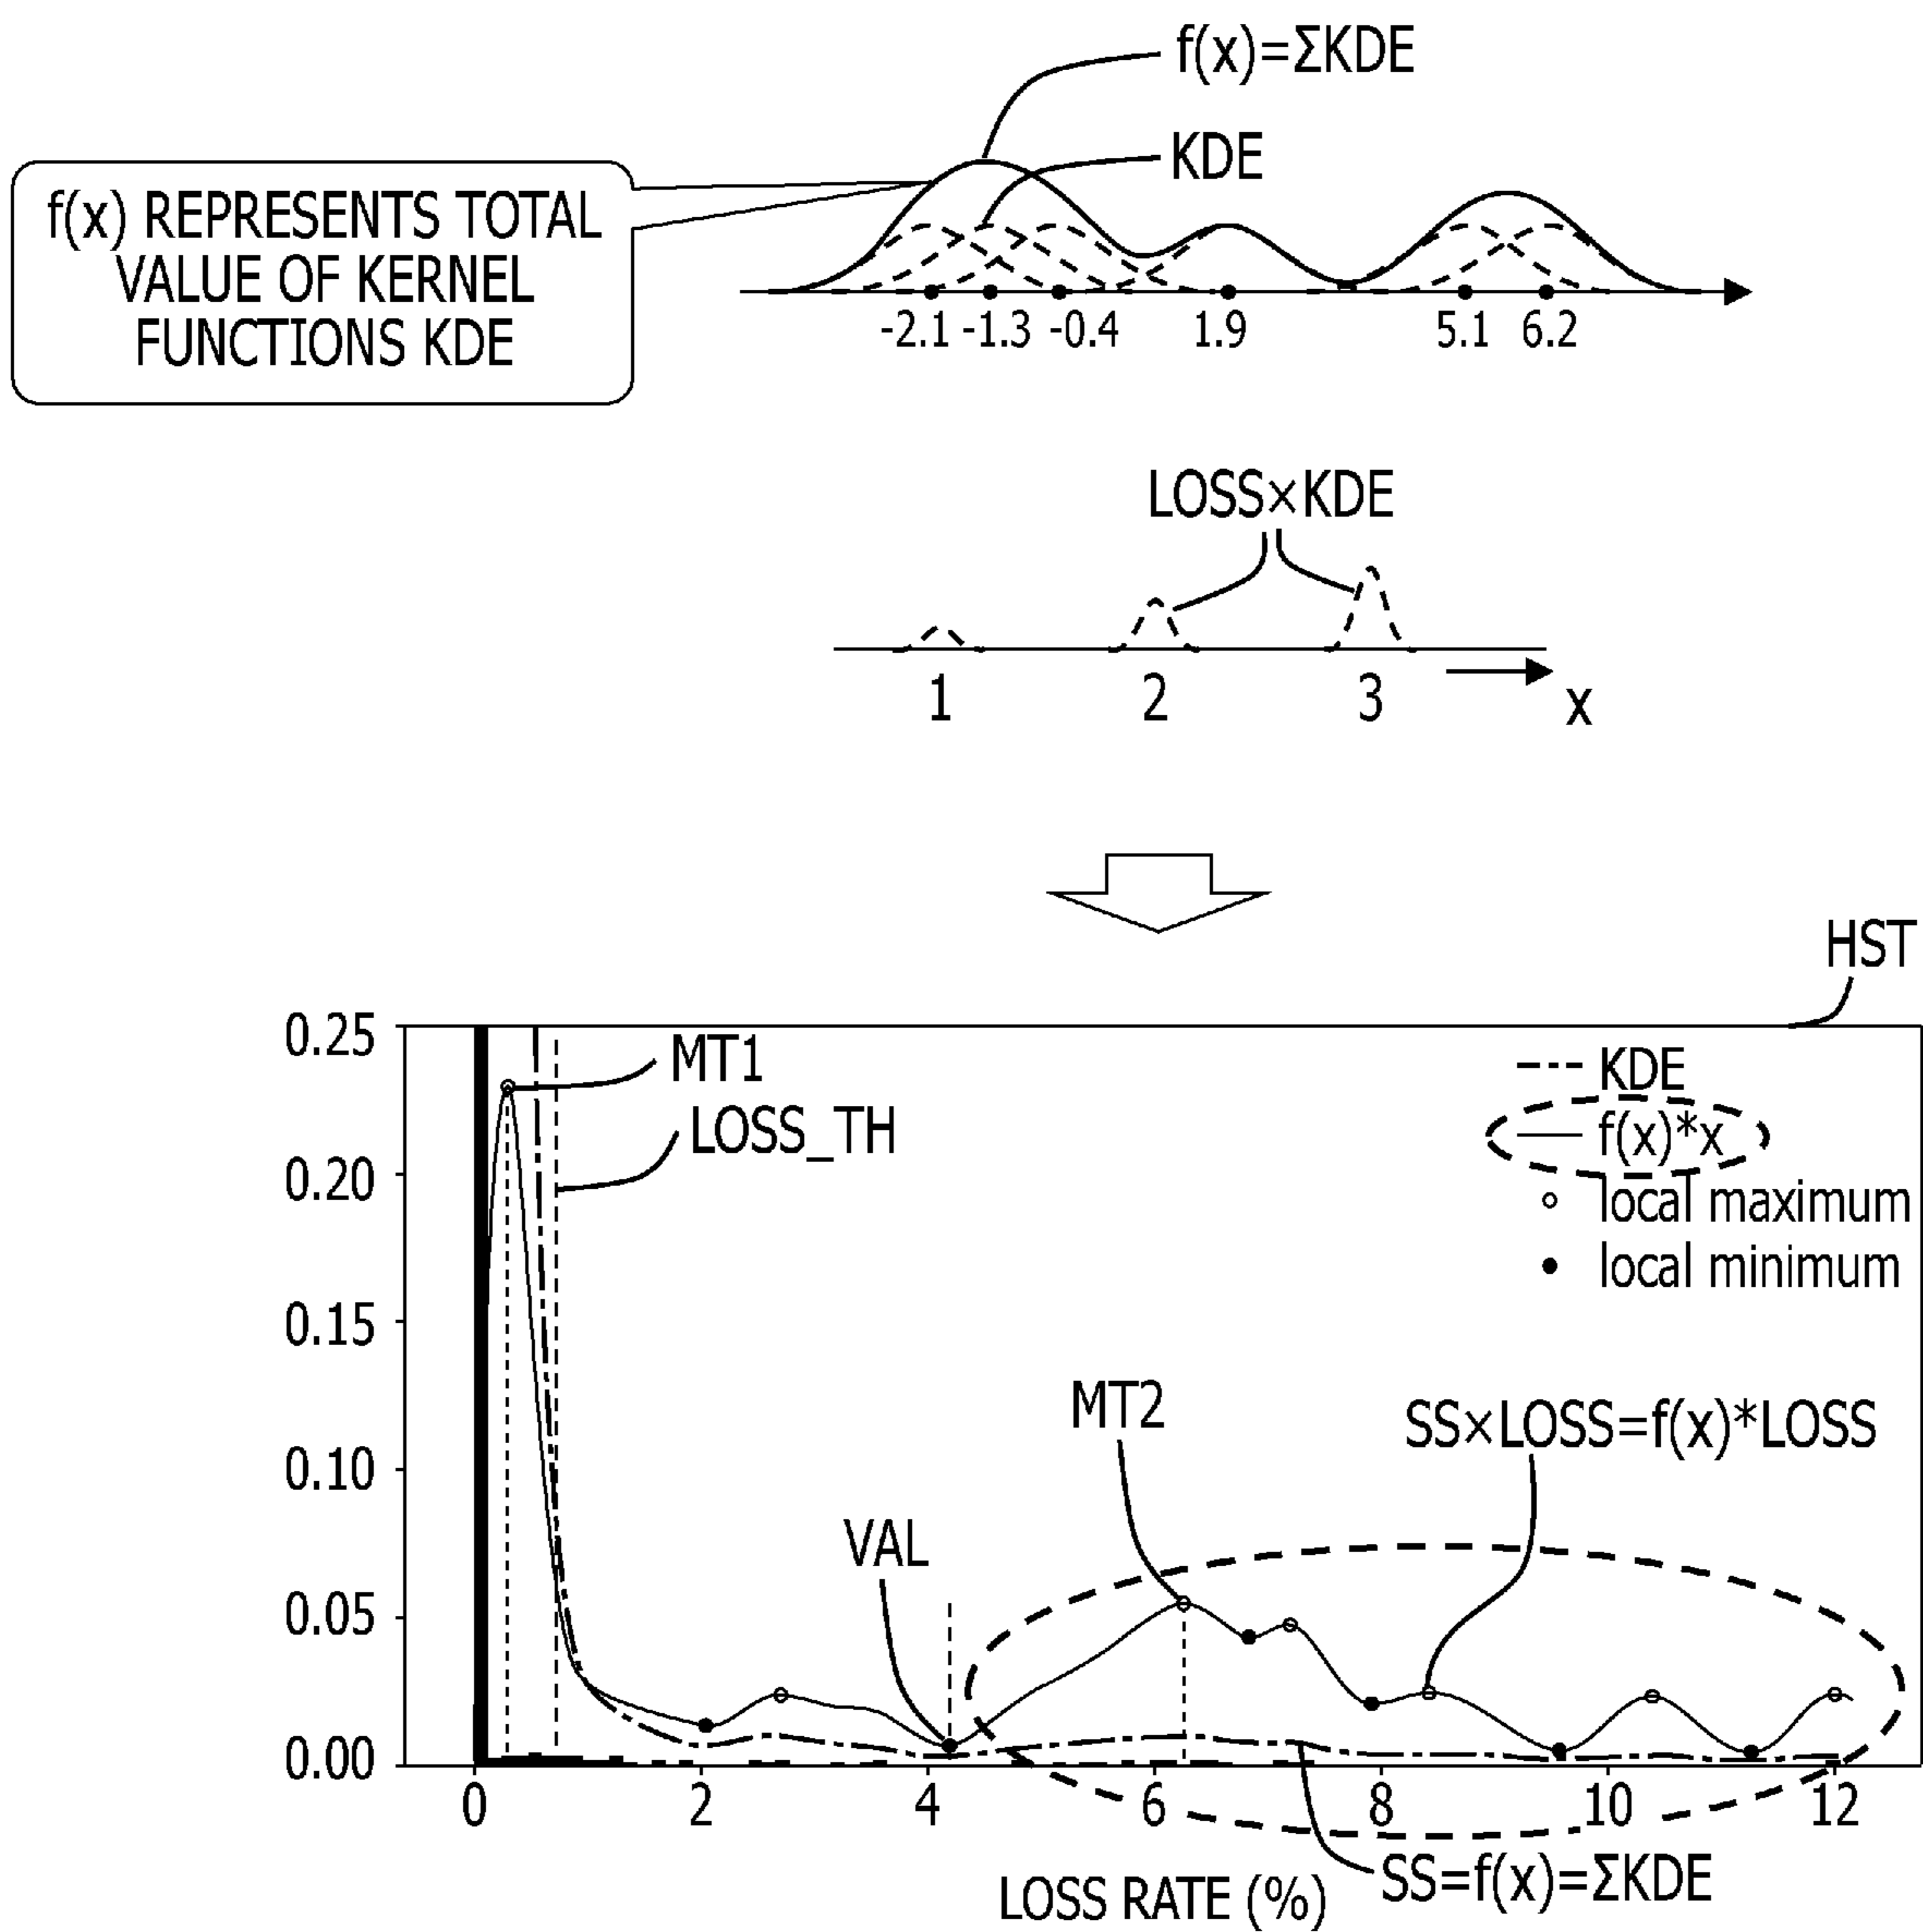 f(x)=ΣKDE
KDE
f(x) REPRESENTS TOTAL
VALUE OF KERNEL
FUNCTIONS KDE
-2.1 -1.3 -0.4 1.9 5.1 6.2
LOSS×KDE
1 2 3
x
HST
0.25
MT1
KDE
LOSS_TH
f(x)*x
0.20
local maximum
local minimum
0.15
MT2
SS×LOSS=f(x)*LOSS
0.10
VAL
0.05
0.00
0 2 4 6 8 10 12
LOSS RATE (%)
SS=f(x)=ΣKDE